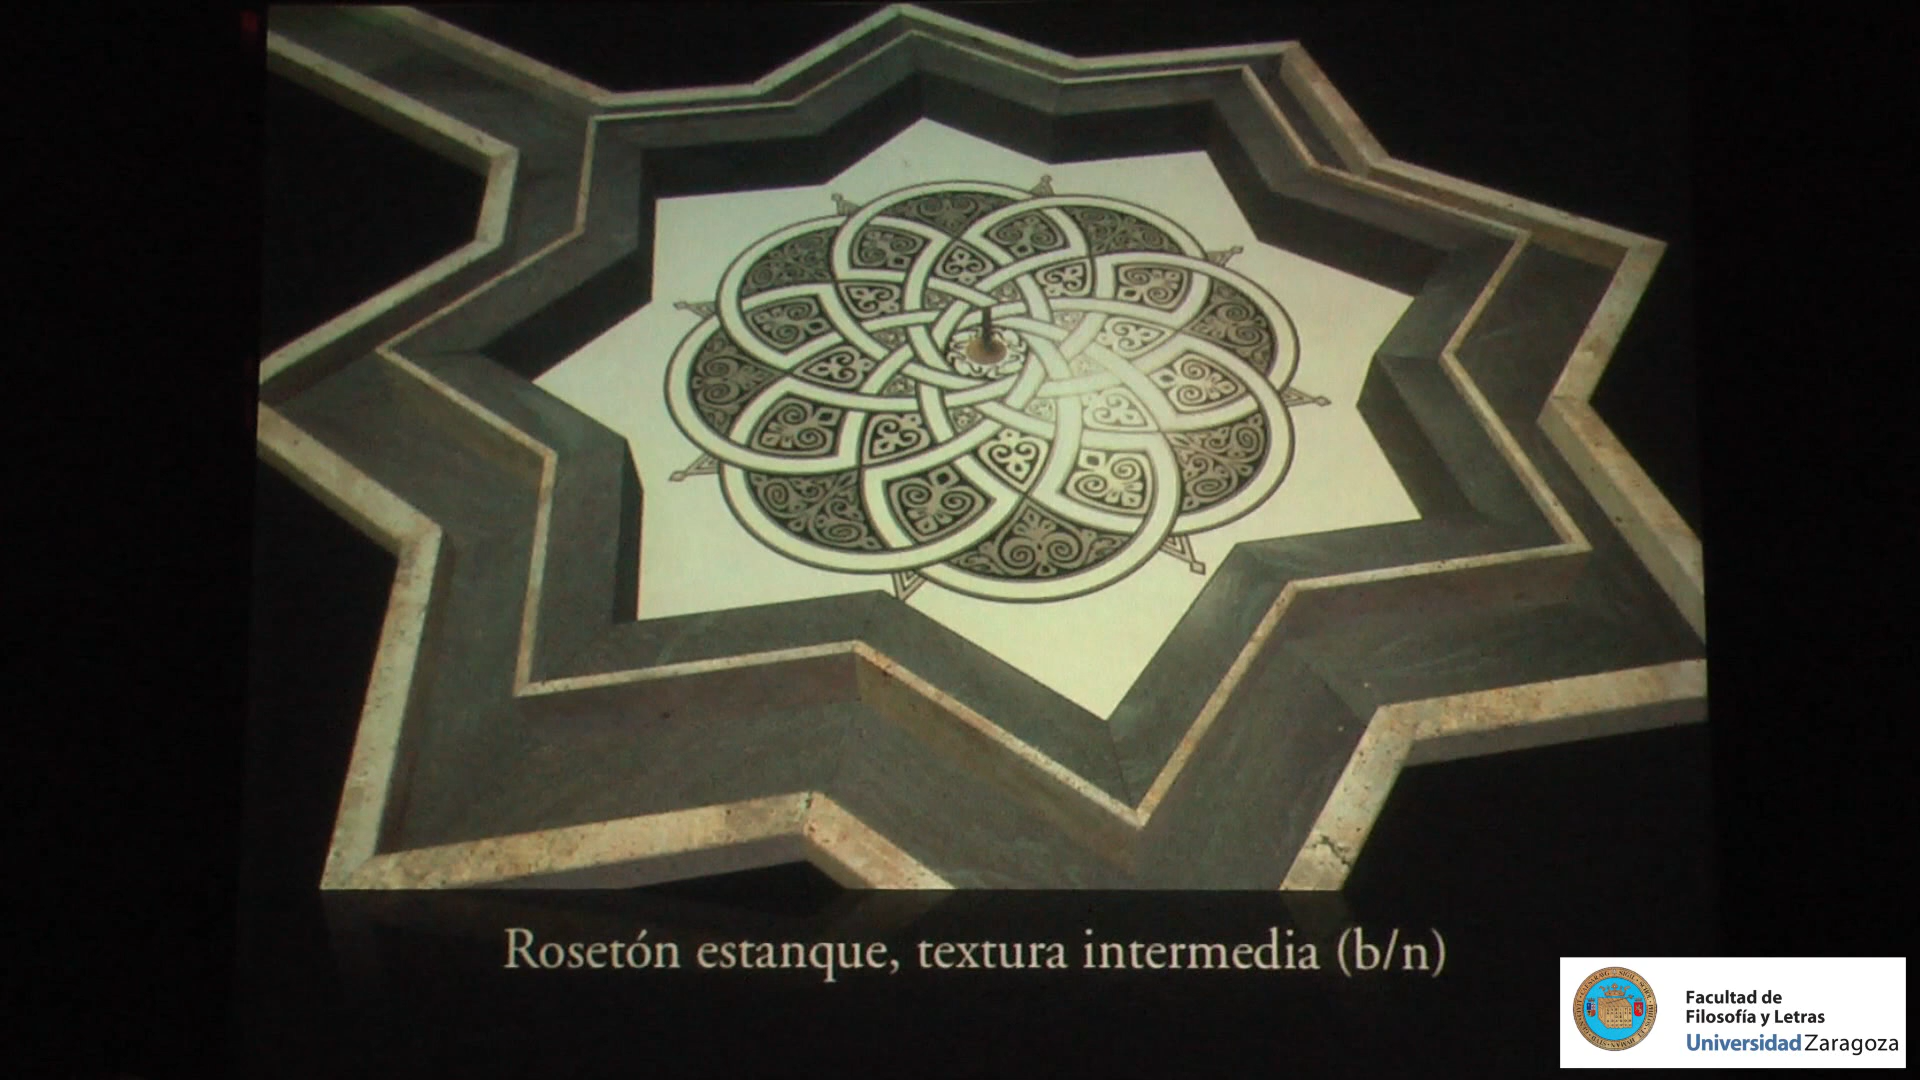 Rosetón estanque, textura intermedia (b/n)
Facultad de
Filosofía y Letras
Universidad Zaragoza